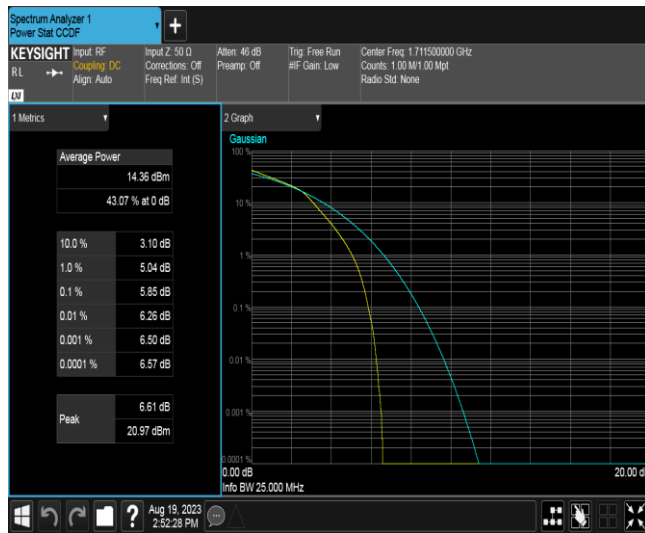 Spectrum Analyzer 1
Power Stat CCDF
+
KEYSIGHT
RL
LXI
Input: RF
Coupling: DC
Align: Auto
Input Z: 50 Ω
Corrections: Off
Freq Ref: Int (S)
Atten: 46 dB
Preamp: Off
Trig: Free Run
#IF Gain: Low
Center Freq: 1.711500000 GHz
Counts: 1.00 M/1.00 Mpt
Radio Std: None
1 Metrics
Average Power
14.36 dBm
43.07 % at 0 dB
10.0 % 3.10 dB
1.0 % 5.04 dB
0.1 % 5.85 dB
0.01 % 6.26 dB
0.001 % 6.50 dB
0.0001 % 6.57 dB
Peak
6.61 dB
20.97 dBm
2 Graph
Gaussian
100 %
10 %
1 %
0.1 %
0.01 %
0.001 %
0.0001 %
0.00 dB
20.00 d
Info BW 25.000 MHz
?
Aug 19, 2023
2:52:28 PM